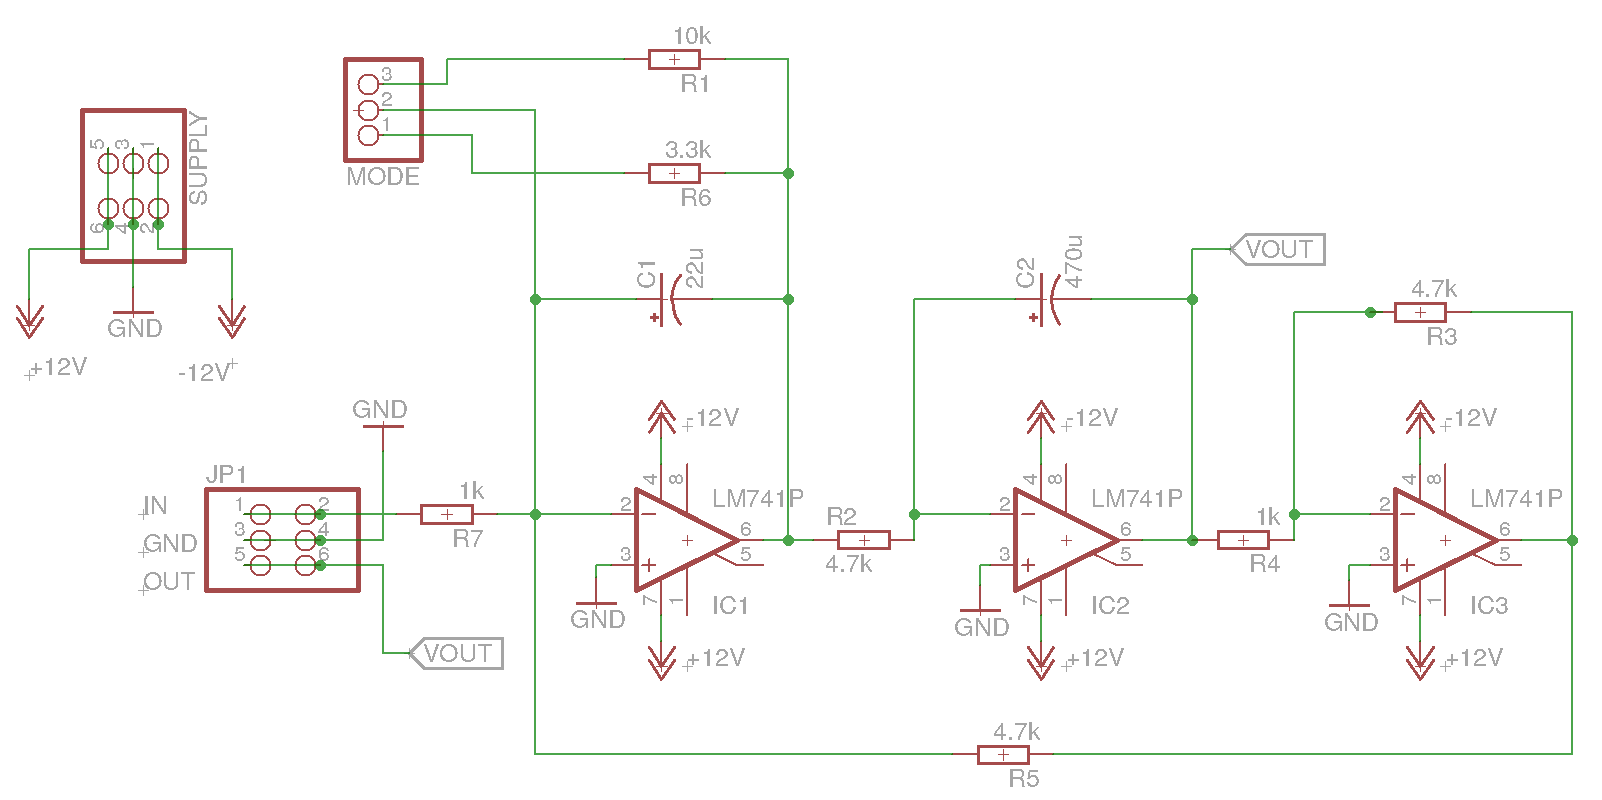 10k
R1
3
2
1
MODE
3.3k
R6
5
3
1
6
4
2
SUPPLY
+12V
GND
-12V
C1
22u
C2
470u
VOUT
4.7k
R3
GND
JP1
IN
GND
OUT
1
2
3
4
5
6
1k
R7
VOUT
-12V
4
8
LM741P
2
6
3
5
7
1
IC1
GND
+12V
R2
4.7k
-12V
4
8
LM741P
2
6
3
5
7
1
IC2
GND
+12V
1k
R4
-12V
4
8
LM741P
2
6
3
5
7
1
IC3
GND
+12V
4.7k
R5